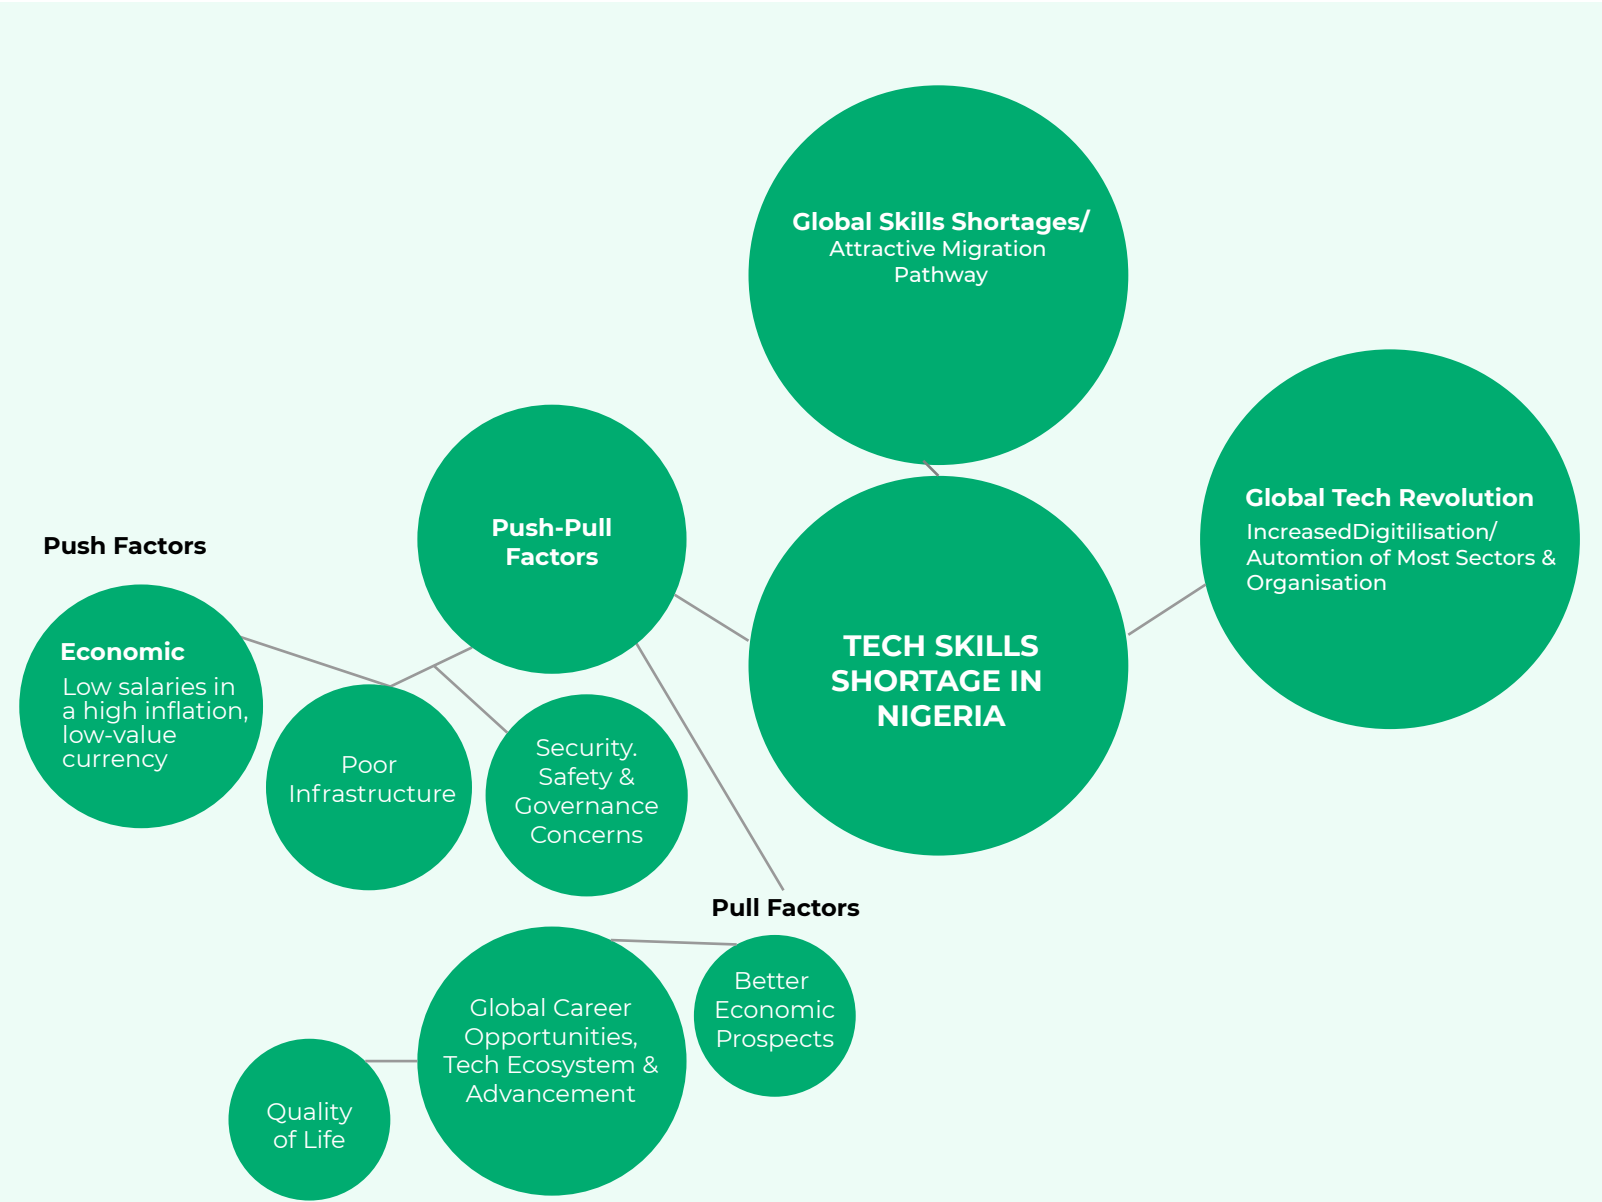 Global Skills Shortages/
Attractive Migration
Pathway
Global Tech Revolution
IncreasedDigitilisation/
Automtion of Most Sectors &
Organisation
Push-Pull
Factors
TECH SKILLS
SHORTAGE IN
NIGERIA
Push Factors
Economic
Low salaries in
a high inflation,
low-value
currency
Poor
Infrastructure
Security.
Safety &
Governance
Concerns
Pull Factors
Better
Economic
Prospects
Global Career
Opportunities,
Tech Ecosystem &
Advancement
Quality
of Life